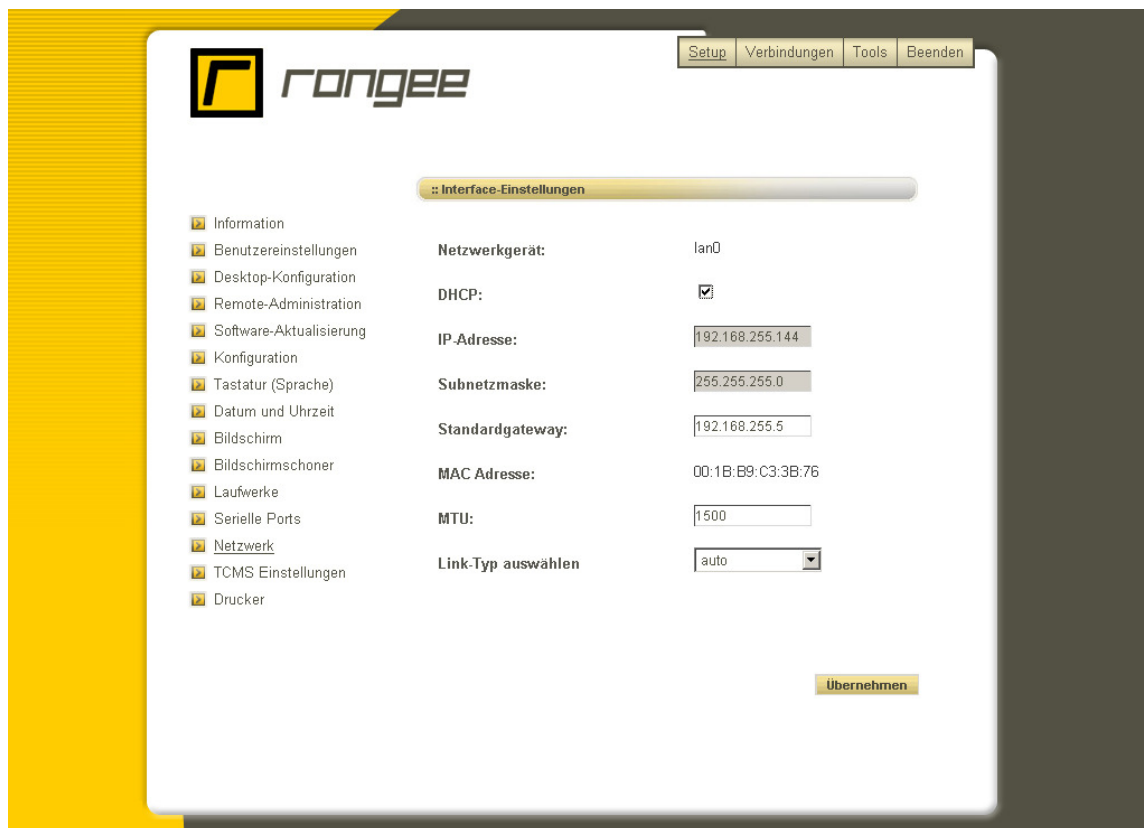 Setup Verbindungen Tools Beenden
rangee
:: Interface-Einstellungen
Information
Benutzereinstellungen
Desktop-Konfiguration
Remote-Administration
Software-Aktualisierung
Konfiguration
Tastatur (Sprache)
Datum und Uhrzeit
Bildschirm
Bildschirmschoner
Laufwerke
Serielle Ports
Netzwerk
TCMS Einstellungen
Drucker
Netzwerkgerät: lan0
DHCP:
IP-Adresse: 192.168.255.144
Subnetzmaske: 255.255.255.0
Standardgateway: 192.168.255.5
MAC Adresse: 00:1B:B9:C3:3B:76
MTU: 1500
Link-Typ auswählen auto
Übernehmen